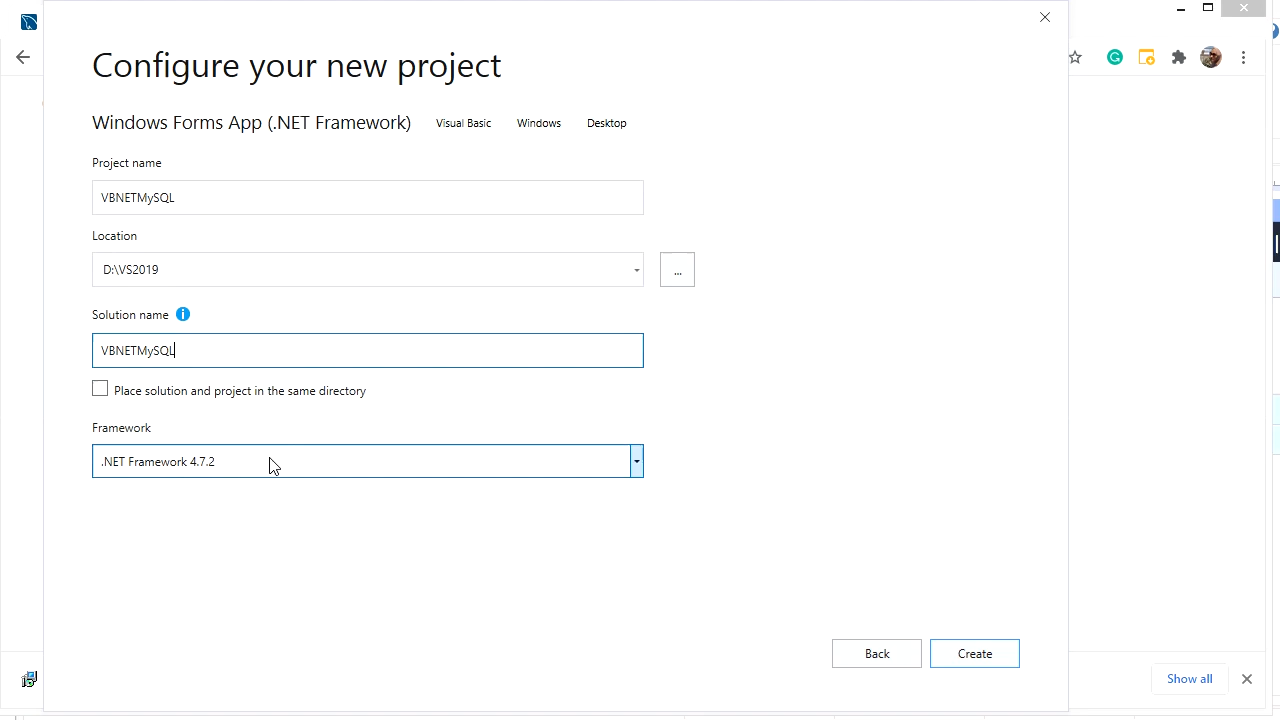 Configure your new project
Windows Forms App (.NET Framework) Visual Basic Windows Desktop
Project name
VBNETMySQL
Location
D:\VS2019
...
Solution name
VBNETMySQL
Place solution and project in the same directory
Framework
.NET Framework 4.7.2
Back
Create
Show all